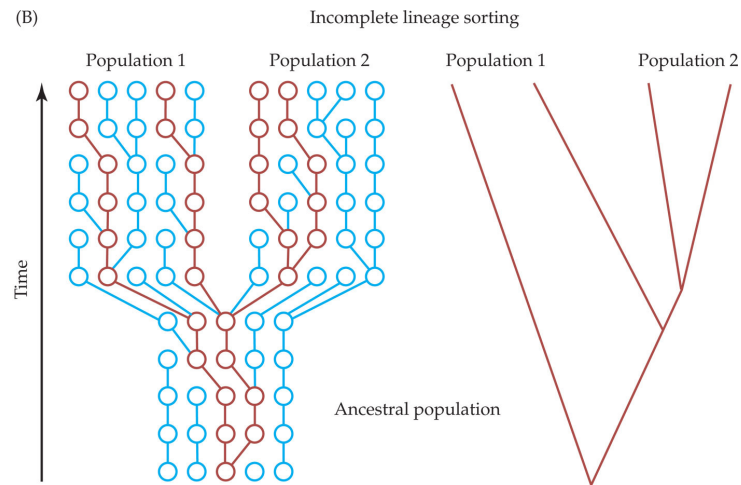 (B)
Incomplete lineage sorting
Population 1
Population 2
Population 1
Population 2
Time
Ancestral population